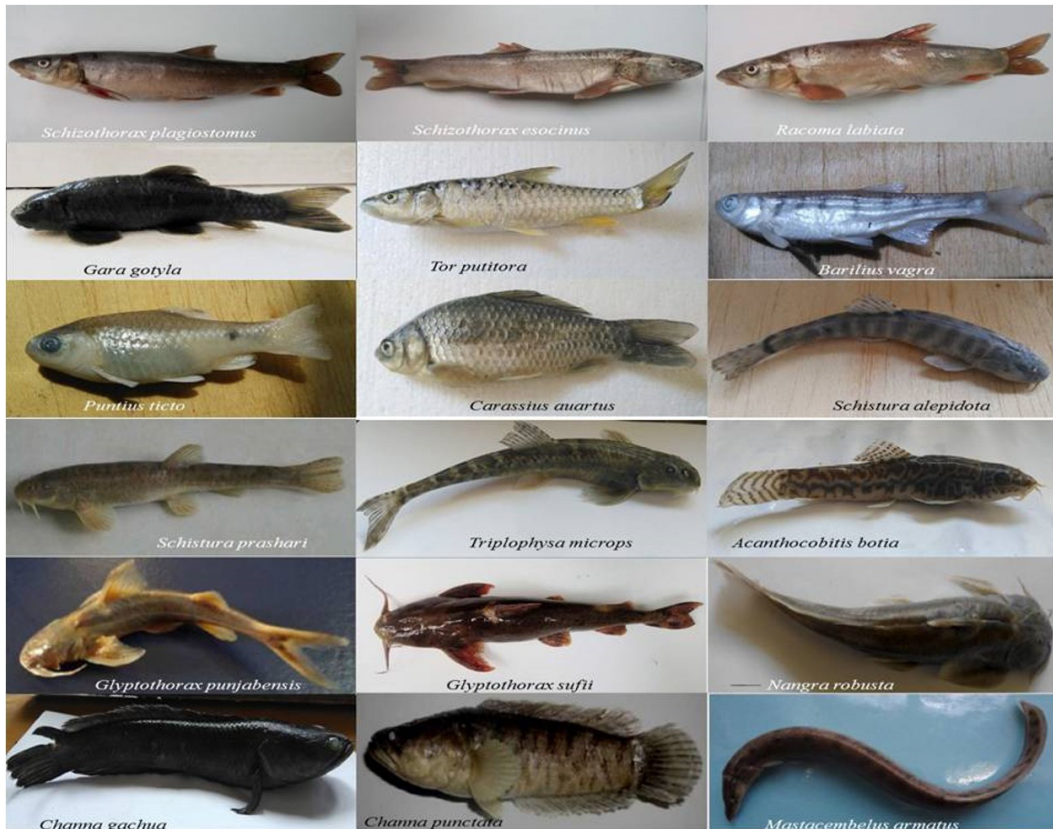 Schizothorax plagiostomus
Schizothorax esocinus
Racoma labiata
Gara gotyla
Tor putitora
Barilius vagra
Puntius ticto
Carassius auartus
Schistura alepidota
Schistura prashari
Triplophysa microps
Acanthocobitis botia
Glyptothorax punjabensis
Glyptothorax sufii
Nangra robusta
Channa gachua
Channa punctata
Mastacembelus armatus